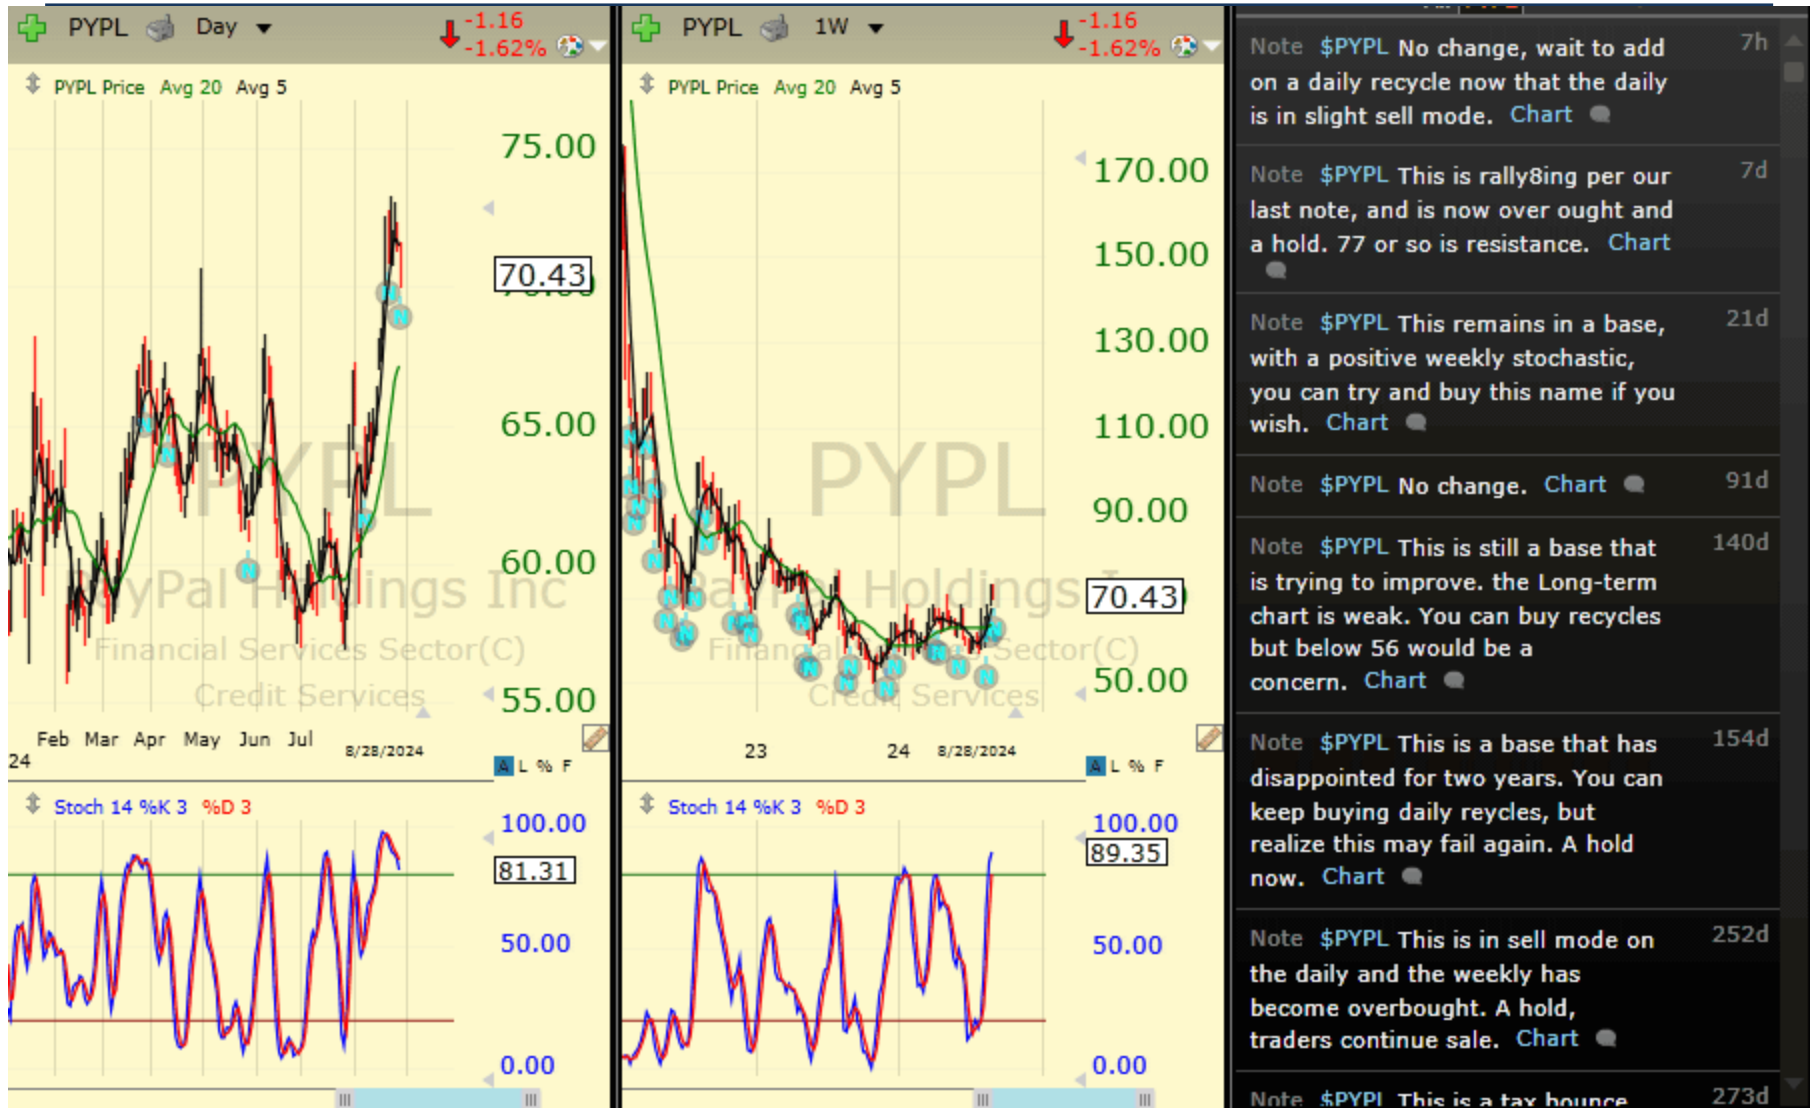 PYPL Day
-1.16
-1.62%
PYPL Price Avg 20 Avg 5
75.00
70.43
65.00
60.00
55.00
PYPL
PayPal Holdings Inc
Financial Services Sector(C)
Credit Services
Feb Mar Apr May Jun Jul 8/28/2024
24
A L % F
Stoch 14 %K 3 %D 3
100.00
81.31
50.00
0.00
PYPL 1W
-1.16
-1.62%
PYPL Price Avg 20 Avg 5
170.00
150.00
130.00
110.00
90.00
70.43
50.00
PYPL
Holdings
Sector(C)
Credit Services
23 24 8/28/2024
A L % F
Stoch 14 %K 3 %D 3
100.00
89.35
50.00
0.00
Note $PYPL No change, wait to add 7h
on a daily recycle now that the daily
is in slight sell mode. Chart
Note $PYPL This is rally8ing per our 7d
last note, and is now over ought and
a hold. 77 or so is resistance. Chart
Note $PYPL This remains in a base, 21d
with a positive weekly stochastic,
you can try and buy this name if you
wish. Chart
Note $PYPL No change. Chart 91d
Note $PYPL This is still a base that 140d
is trying to improve. the Long-term
chart is weak. You can buy recycles
but below 56 would be a
concern. Chart
Note $PYPL This is a base that has 154d
disappointed for two years. You can
keep buying daily reycles, but
realize this may fail again. A hold
now. Chart
Note $PYPL This is in sell mode on 252d
the daily and the weekly has
become overbought. A hold,
traders continue sale. Chart
Note $PYPL This is a tax bounce 273d